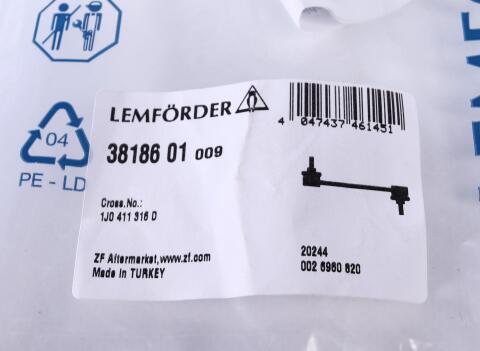 LEMFÖRDER
4 047437 461451
38186 01 009
04
PE - LD
Cross.No.:
1J0 411 315 D
ZF Aftermarket,www.zf.com
Made in TURKEY
20244
002 6960 620